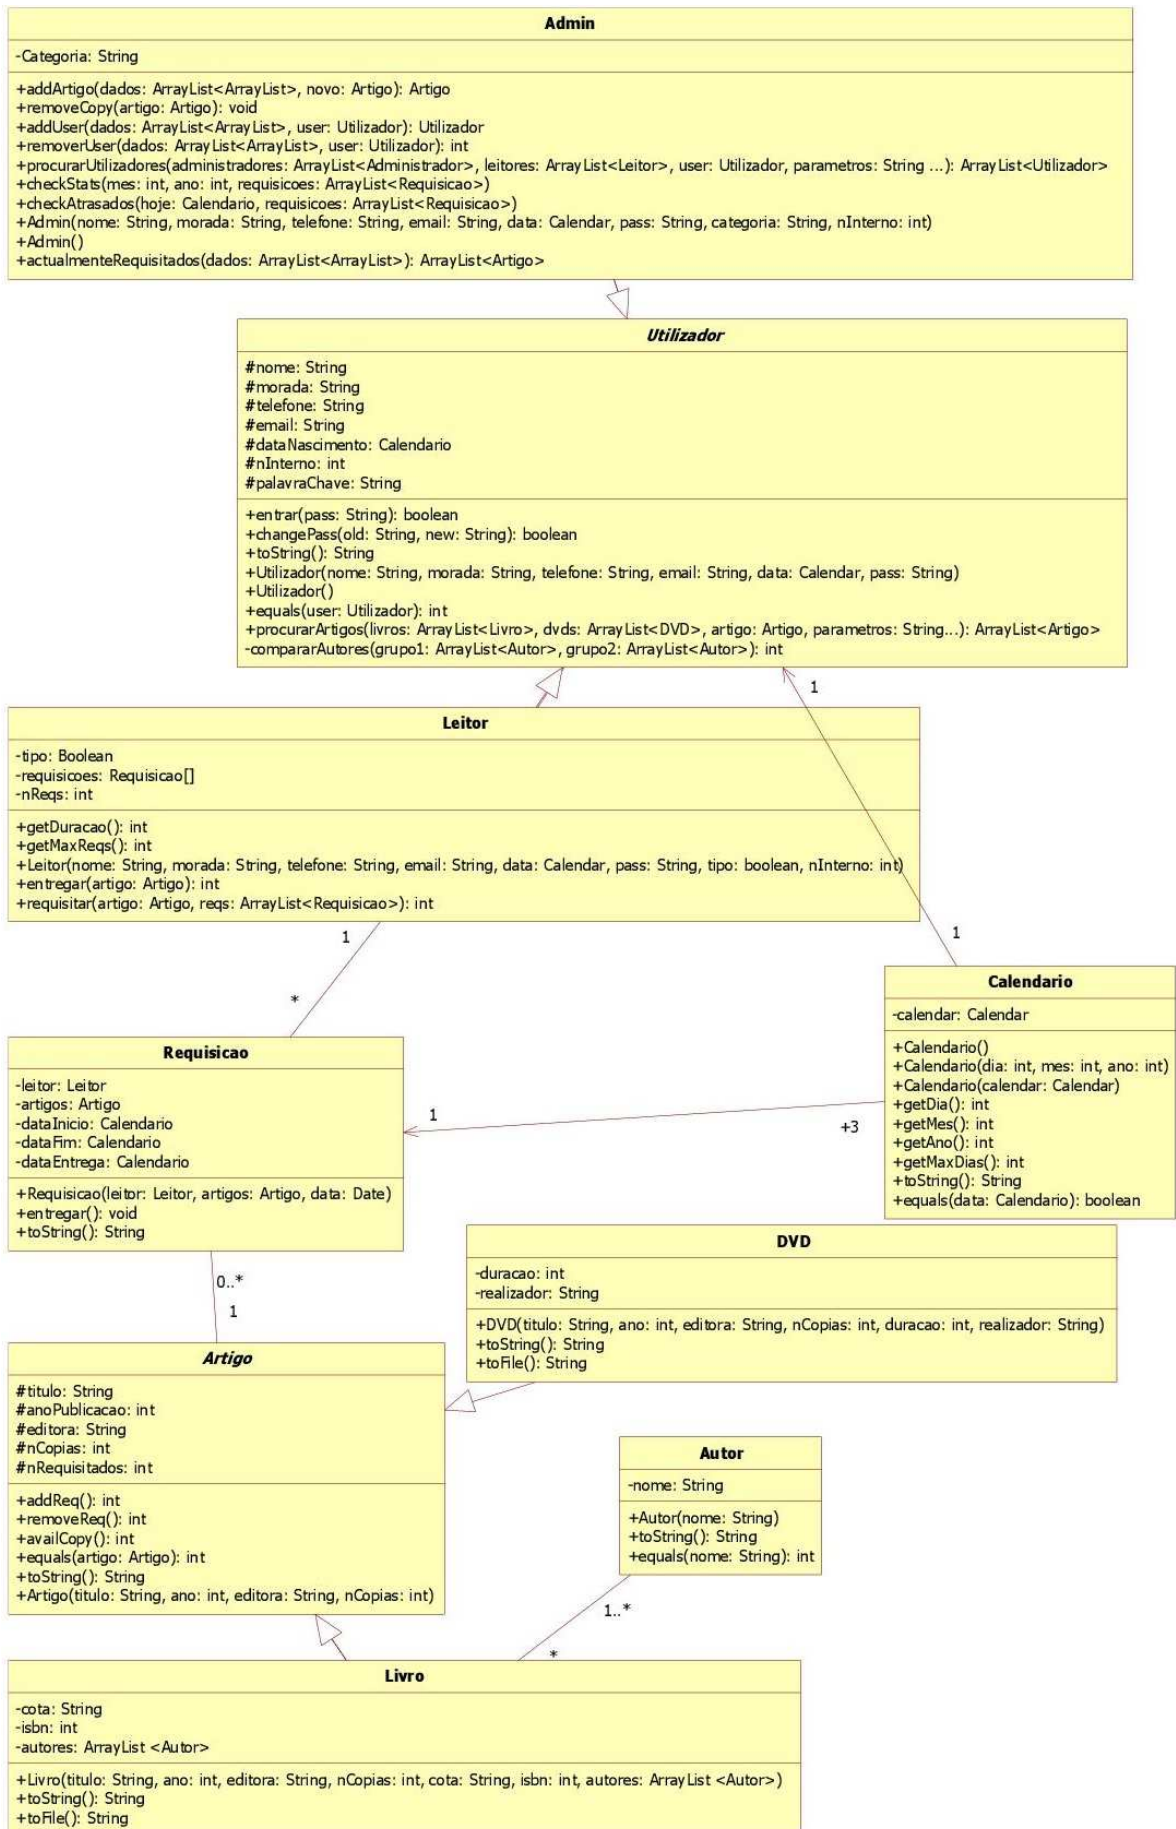 Admin
-Categoria: String
+addArtigo(dados: ArrayList<ArrayList>, novo: Artigo): Artigo
+removeCopy(artigo: Artigo): void
+addUser(dados: ArrayList<ArrayList>, user: Utilizador): Utilizador
+removerUser(dados: ArrayList<ArrayList>, user: Utilizador): int
+procurarUtilizadores(administradores: ArrayList<Administrador>, leitores: ArrayList<Leitor>, user: Utilizador, parametros: String ...): ArrayList<Utilizador>
+checkStats(mes: int, ano: int, requisicoes: ArrayList<Requisicao>)
+checkAtrasados(hoje: Calendario, requisicoes: ArrayList<Requisicao>)
+Admin(nome: String, morada: String, telefone: String, email: String, data: Calendar, pass: String, categoria: String, nInterno: int)
+Admin()
+actualmenteRequisitados(dados: ArrayList<ArrayList>): ArrayList<Artigo>
Utilizador
#nome: String
#morada: String
#telefone: String
#email: String
#dataNascimento: Calendario
#nInterno: int
#palavraChave: String
+entrar(pass: String): boolean
+changePass(old: String, new: String): boolean
+toString(): String
+Utilizador(nome: String, morada: String, telefone: String, email: String, data: Calendar, pass: String)
+Utilizador()
+equals(user: Utilizador): int
+procurarArtigos(livros: ArrayList<Livro>, dvds: ArrayList<DVD>, artigo: Artigo, parametros: String...): ArrayList<Artigo>
-compararAutores(grupo1: ArrayList<Autor>, grupo2: ArrayList<Autor>): int
1
Leitor
-tipo: Boolean
-requisicoes: Requisicao[]
-nReqs: int
+getDuracao(): int
+getMaxReqs(): int
+Leitor(nome: String, morada: String, telefone: String, email: String, data: Calendar, pass: String, tipo: boolean, nInterno: int)
+entregar(artigo: Artigo): int
+requisitar(artigo: Artigo, reqs: ArrayList<Requisicao>): int
1
1
*
Calendario
-calendar: Calendar
+Calendario()
+Calendario(dia: int, mes: int, ano: int)
+Calendario(calendar: Calendar)
+getDia(): int
+getMes(): int
+getAno(): int
+getMaxDias(): int
+toString(): String
+equals(data: Calendario): boolean
Requisicao
-leitor: Leitor
-artigos: Artigo
-dataInicio: Calendario
-dataFim: Calendario
-dataEntrega: Calendario
+Requisicao(leitor: Leitor, artigos: Artigo, data: Date)
+entregar(): void
+toString(): String
1
+3
0..*
1
DVD
-duracao: int
-realizador: String
+DVD(titulo: String, ano: int, editora: String, nCopias: int, duracao: int, realizador: String)
+toString(): String
+toFile(): String
Artigo
#titulo: String
#anoPublicacao: int
#editora: String
#nCopias: int
#nRequisitados: int
+addReq(): int
+removeReq(): int
+availCopy(): int
+equals(artigo: Artigo): int
+toString(): String
+Artigo(titulo: String, ano: int, editora: String, nCopias: int)
Autor
-nome: String
+Autor(nome: String)
+toString(): String
+equals(nome: String): int
1..*
*
Livro
-cota: String
-isbn: int
-autores: ArrayList <Autor>
+Livro(titulo: String, ano: int, editora: String, nCopias: int, cota: String, isbn: int, autores: ArrayList <Autor>)
+toString(): String
+toFile(): String